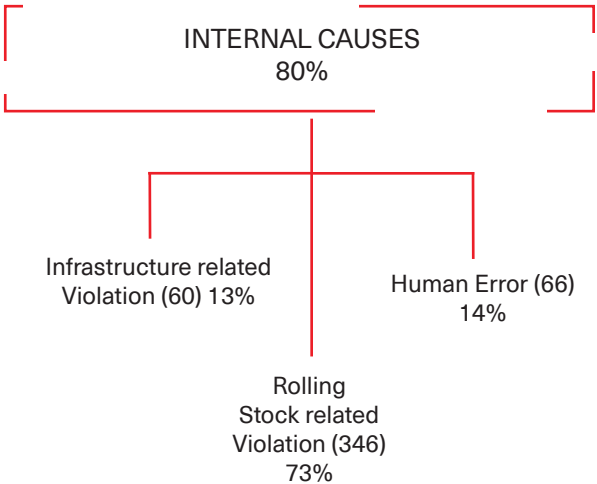 INTERNAL CAUSES
80%
Infrastructure related
Violation (60) 13%
Human Error (66)
14%
Rolling
Stock related
Violation (346)
73%